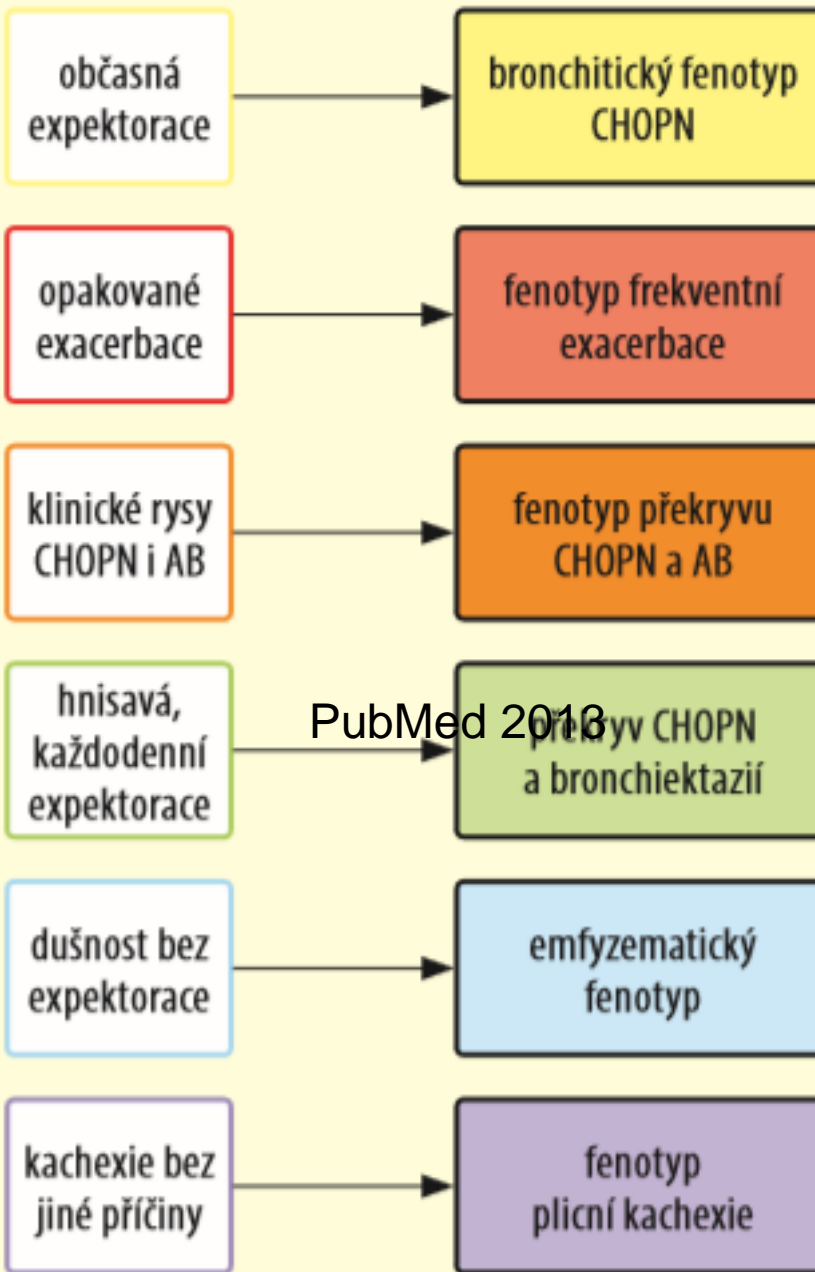 občasná
expektorace
bronchitický fenotyp
CHOPN
opakované
exacerbace
fenotyp frekventní
exacerbace
klinické rysy
CHOPN i AB
fenotyp překryvu
CHOPN a AB
hnisavá,
každodenní
expektorace
PubMed 2013
překryv CHOPN
a bronchiektazií
dušnost bez
expektorace
emfyzematický
fenotyp
kachexie bez
jiné příčiny
fenotyp
plicní kachexie